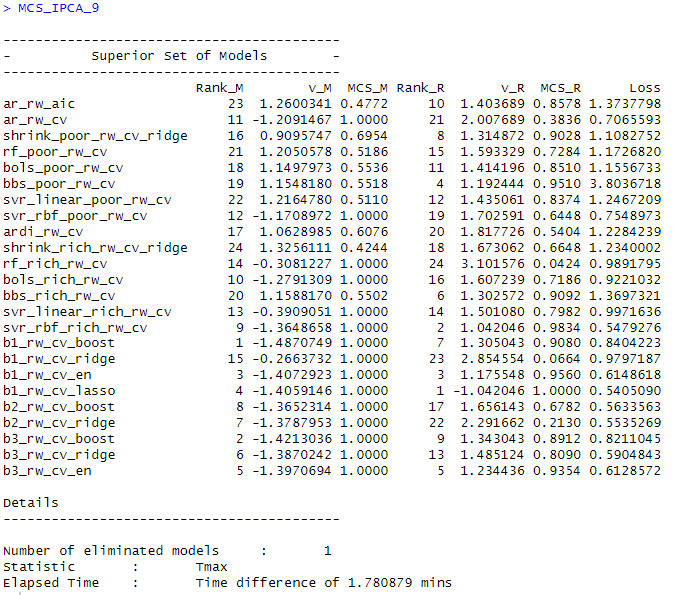 > MCS_IPCA_9
------------------------------------------
-          Superior Set of Models        -
------------------------------------------
                        Rank_M        v_M  MCS_M Rank_R       v_R  MCS_R      Loss
ar_rw_aic                   23  1.2600341 0.4772     10  1.403689 0.8578 1.3737798
ar_rw_cv                    11 -1.2091467 1.0000     21  2.007689 0.3836 0.7065593
shrink_poor_rw_cv_ridge     16  0.9095747 0.6954      8  1.314872 0.9028 1.1082752
rf_poor_rw_cv               21  1.2050578 0.5186     15  1.593329 0.7284 1.1726820
bols_poor_rw_cv             18  1.1497973 0.5536     11  1.414196 0.8510 1.1556733
bbs_poor_rw_cv              19  1.1548180 0.5518      4  1.192444 0.9510 3.8036718
svr_linear_poor_rw_cv       22  1.2164780 0.5110     12  1.435061 0.8374 1.2467209
svr_rbf_poor_rw_cv          12 -1.1708972 1.0000     19  1.702591 0.6448 0.7548973
ardi_rw_cv                  17  1.0628985 0.6076     20  1.817726 0.5404 1.2284239
shrink_rich_rw_cv_ridge     24  1.3256111 0.4244     18  1.673062 0.6648 1.2340002
rf_rich_rw_cv               14 -0.3081227 1.0000     24  3.101576 0.0424 0.9891795
bols_rich_rw_cv             10 -1.2791309 1.0000     16  1.607239 0.7186 0.9221032
bbs_rich_rw_cv              20  1.1588170 0.5502      6  1.302572 0.9092 1.3697321
svr_linear_rich_rw_cv       13 -0.3909051 1.0000     14  1.501080 0.7982 0.9971636
svr_rbf_rich_rw_cv           9 -1.3648658 1.0000      2  1.042046 0.9834 0.5479276
b1_rw_cv_boost               1 -1.4870749 1.0000      7  1.305043 0.9080 0.8404223
b1_rw_cv_ridge              15 -0.2663732 1.0000     23  2.854554 0.0664 0.9797187
b1_rw_cv_en                  3 -1.4072923 1.0000      3  1.175548 0.9560 0.6148618
b1_rw_cv_lasso               4 -1.4059146 1.0000      1 -1.042046 1.0000 0.5405090
b2_rw_cv_boost               8 -1.3652314 1.0000     17  1.656143 0.6782 0.5633563
b2_rw_cv_ridge               7 -1.3787953 1.0000     22  2.291662 0.2130 0.5535269
b3_rw_cv_boost               2 -1.4213036 1.0000      9  1.343043 0.8912 0.8211045
b3_rw_cv_ridge               6 -1.3870242 1.0000     13  1.485124 0.8090 0.5904843
b3_rw_cv_en                  5 -1.3970694 1.0000      5  1.234436 0.9354 0.6128572
Details
------------------------------------------
Number of eliminated models     :       1
Statistic       :       Tmax
Elapsed Time    :       Time difference of 1.780879 mins